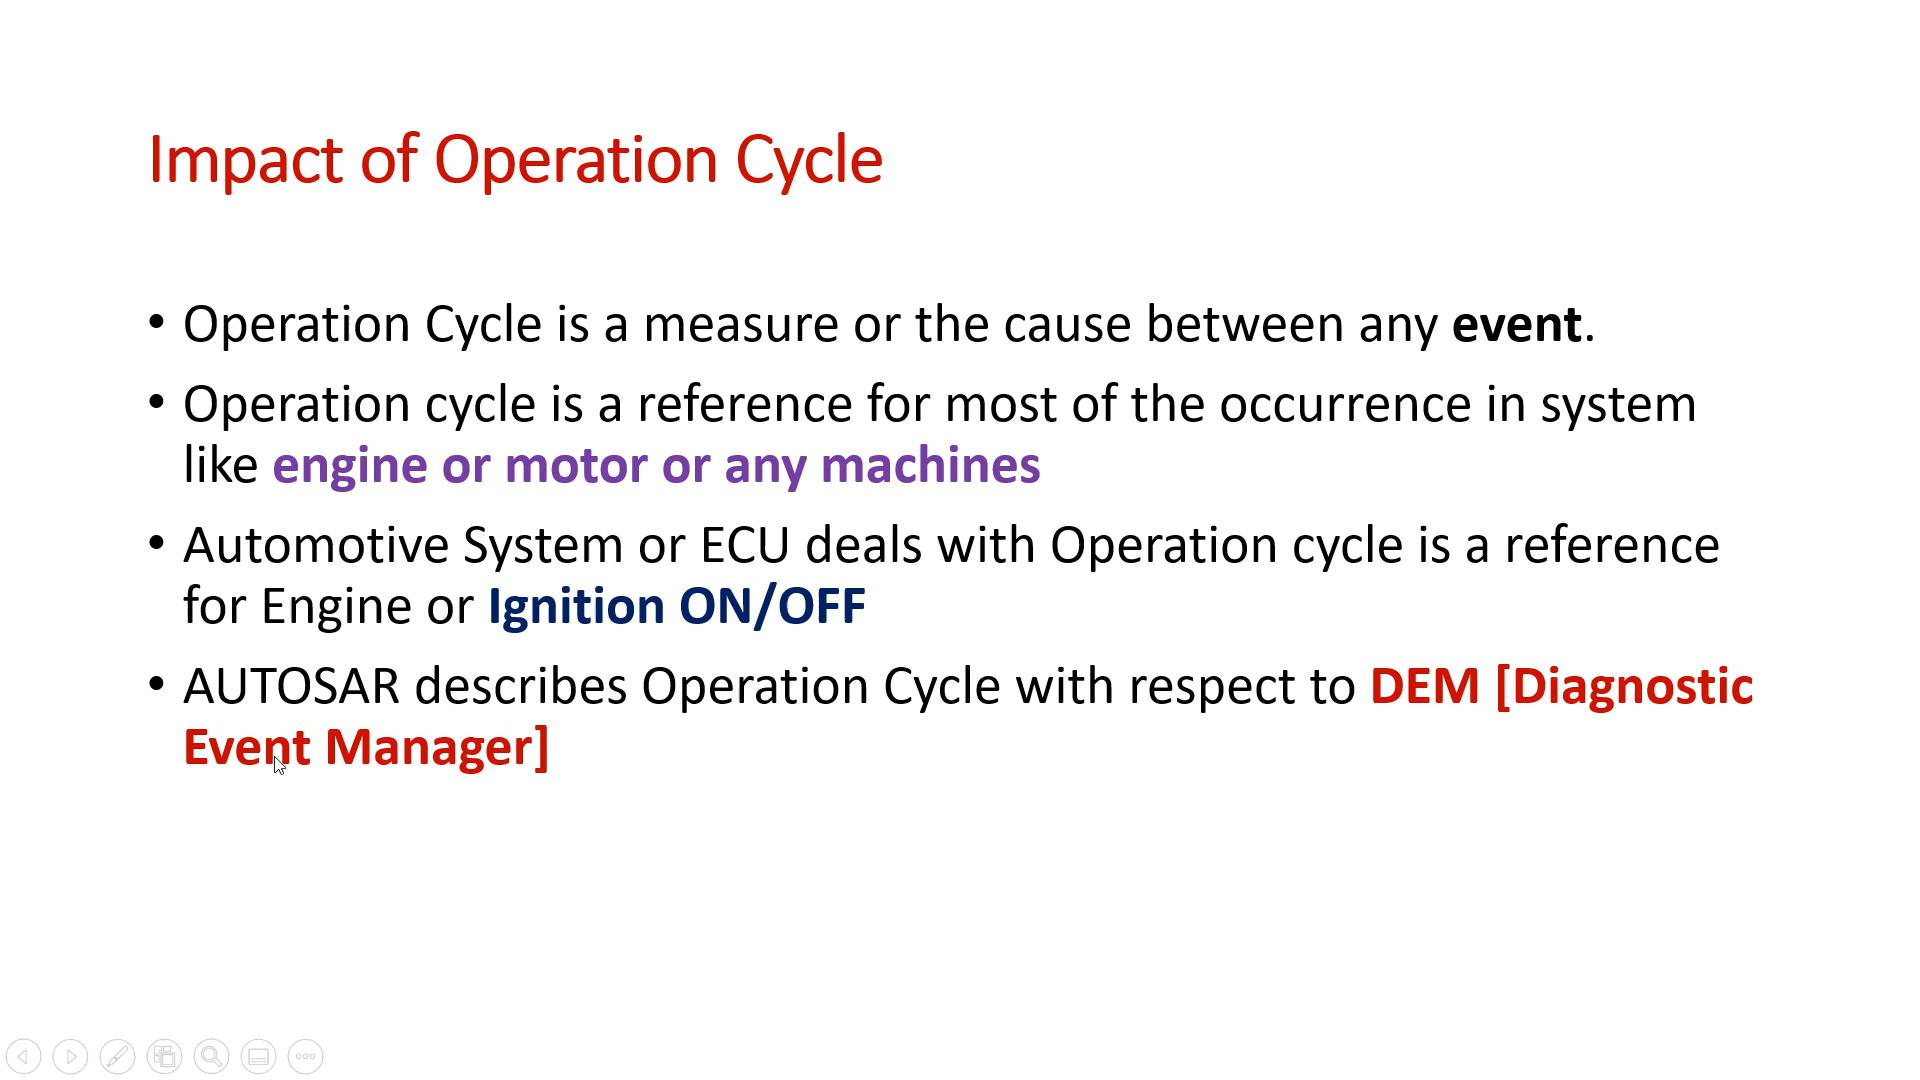 Impact of Operation Cycle
• Operation Cycle is a measure or the cause between any event.
• Operation cycle is a reference for most of the occurrence in system
like engine or motor or any machines
• Automotive System or ECU deals with Operation cycle is a reference
for Engine or Ignition ON/OFF
• AUTOSAR describes Operation Cycle with respect to DEM [Diagnostic
Event Manager]